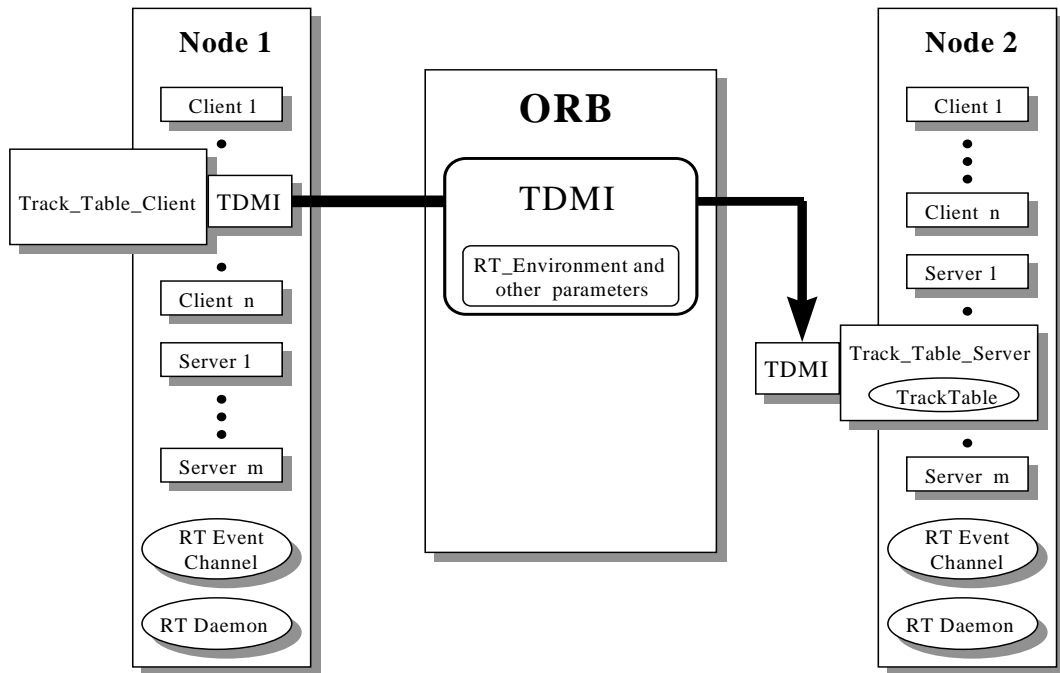 Node 1
Client 1
Track_Table_Client
TDMI
Client n
Server 1
Server m
RT Event
Channel
RT Daemon
ORB
TDMI
RT_Environment and
other parameters
Node 2
Client 1
Client n
Server 1
TDMI
Track_Table_Server
TrackTable
Server m
RT Event
Channel
RT Daemon